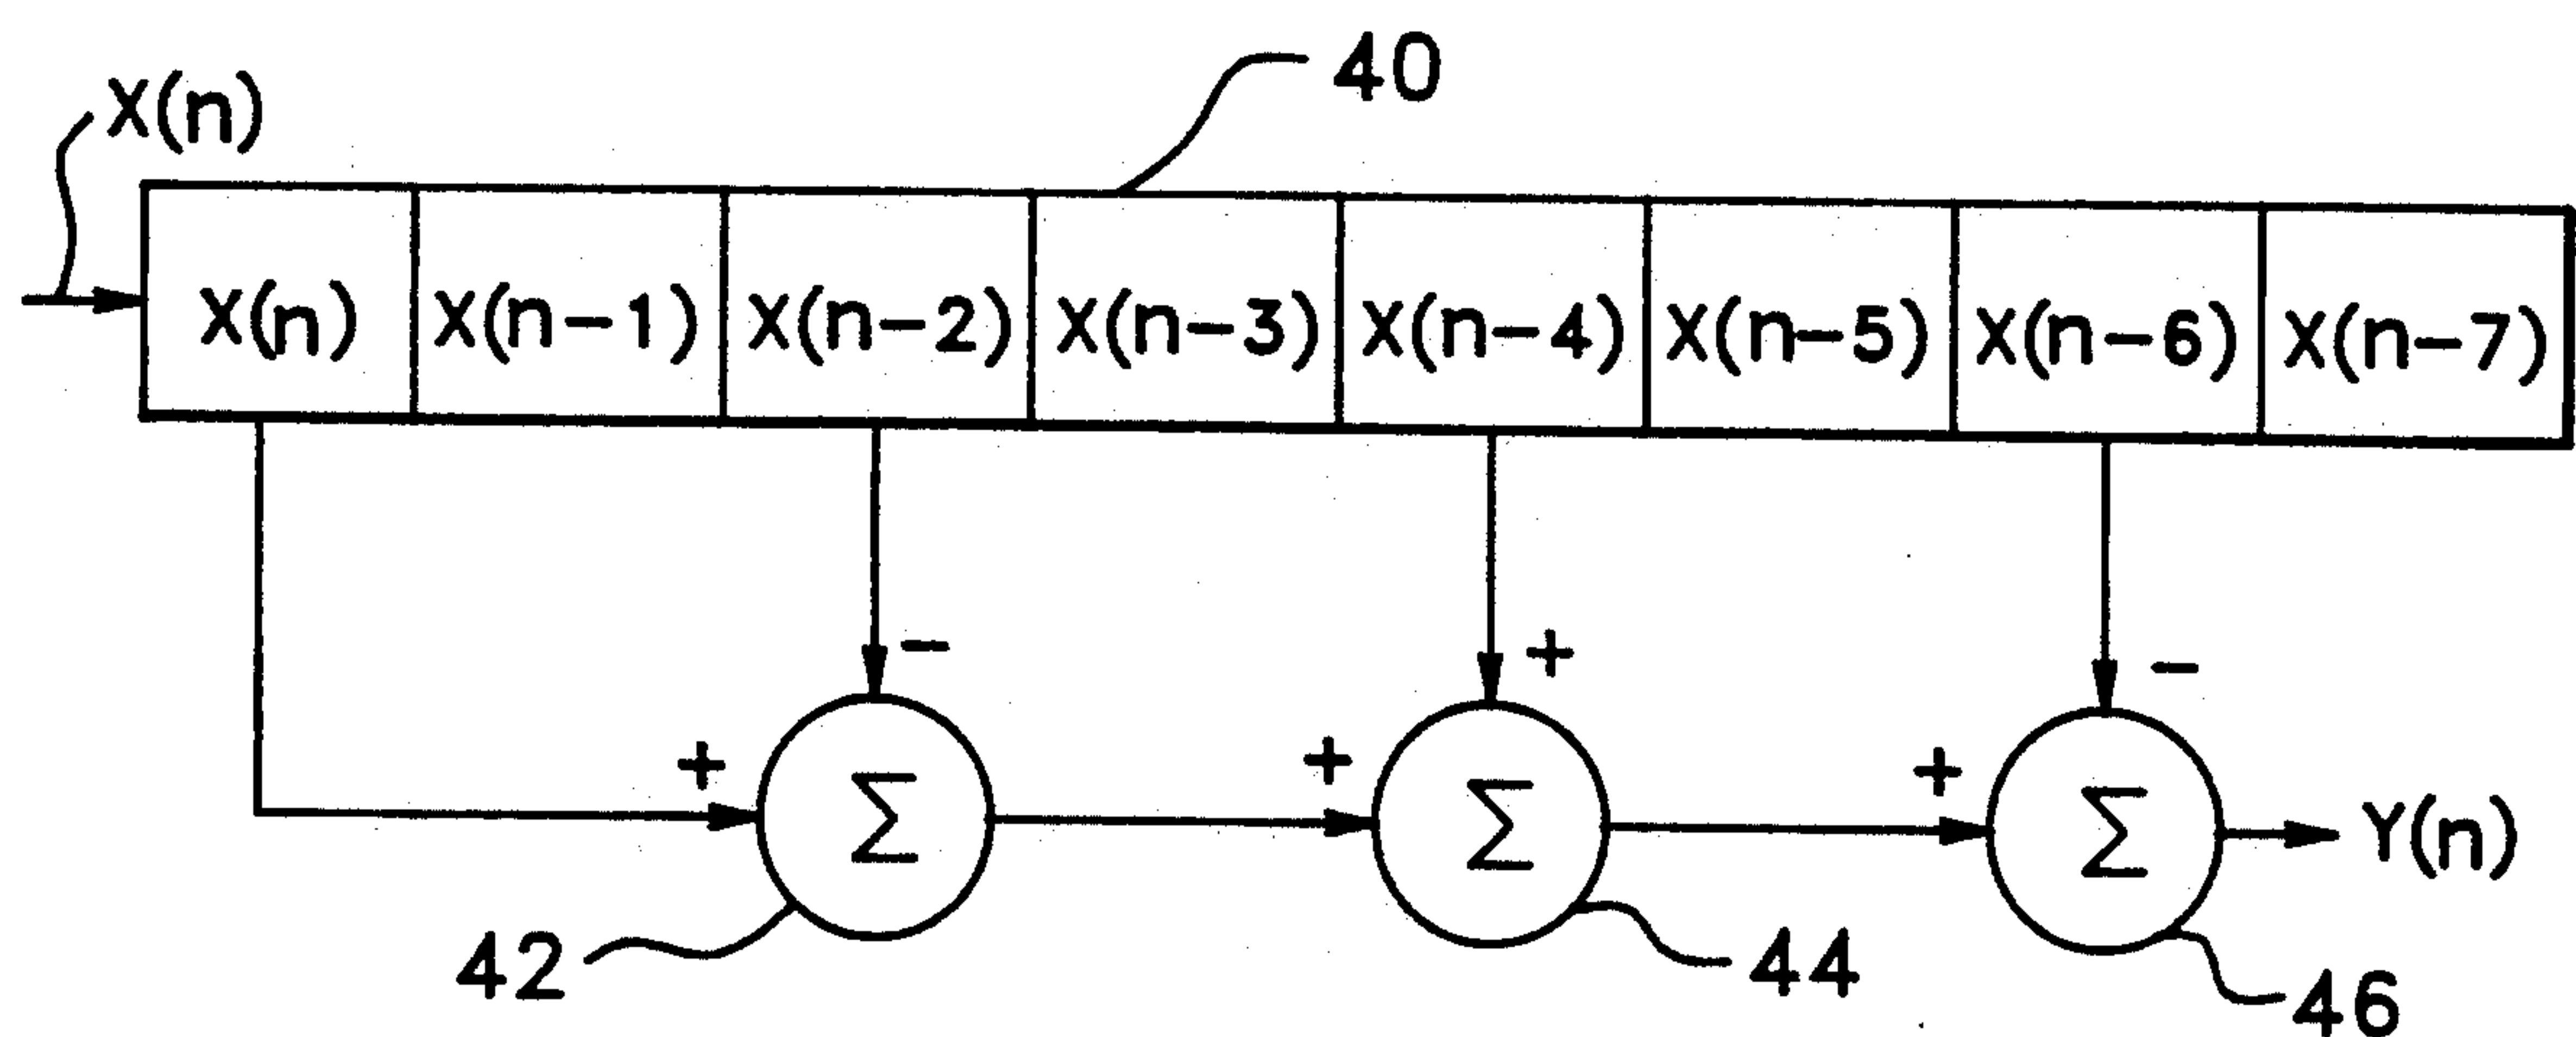 40
X(n)
X(n) X(n-1) X(n-2) X(n-3) X(n-4) X(n-5) X(n-6) X(n-7)
- + -
+ + +
Σ Σ Σ Y(n)
42 44 46